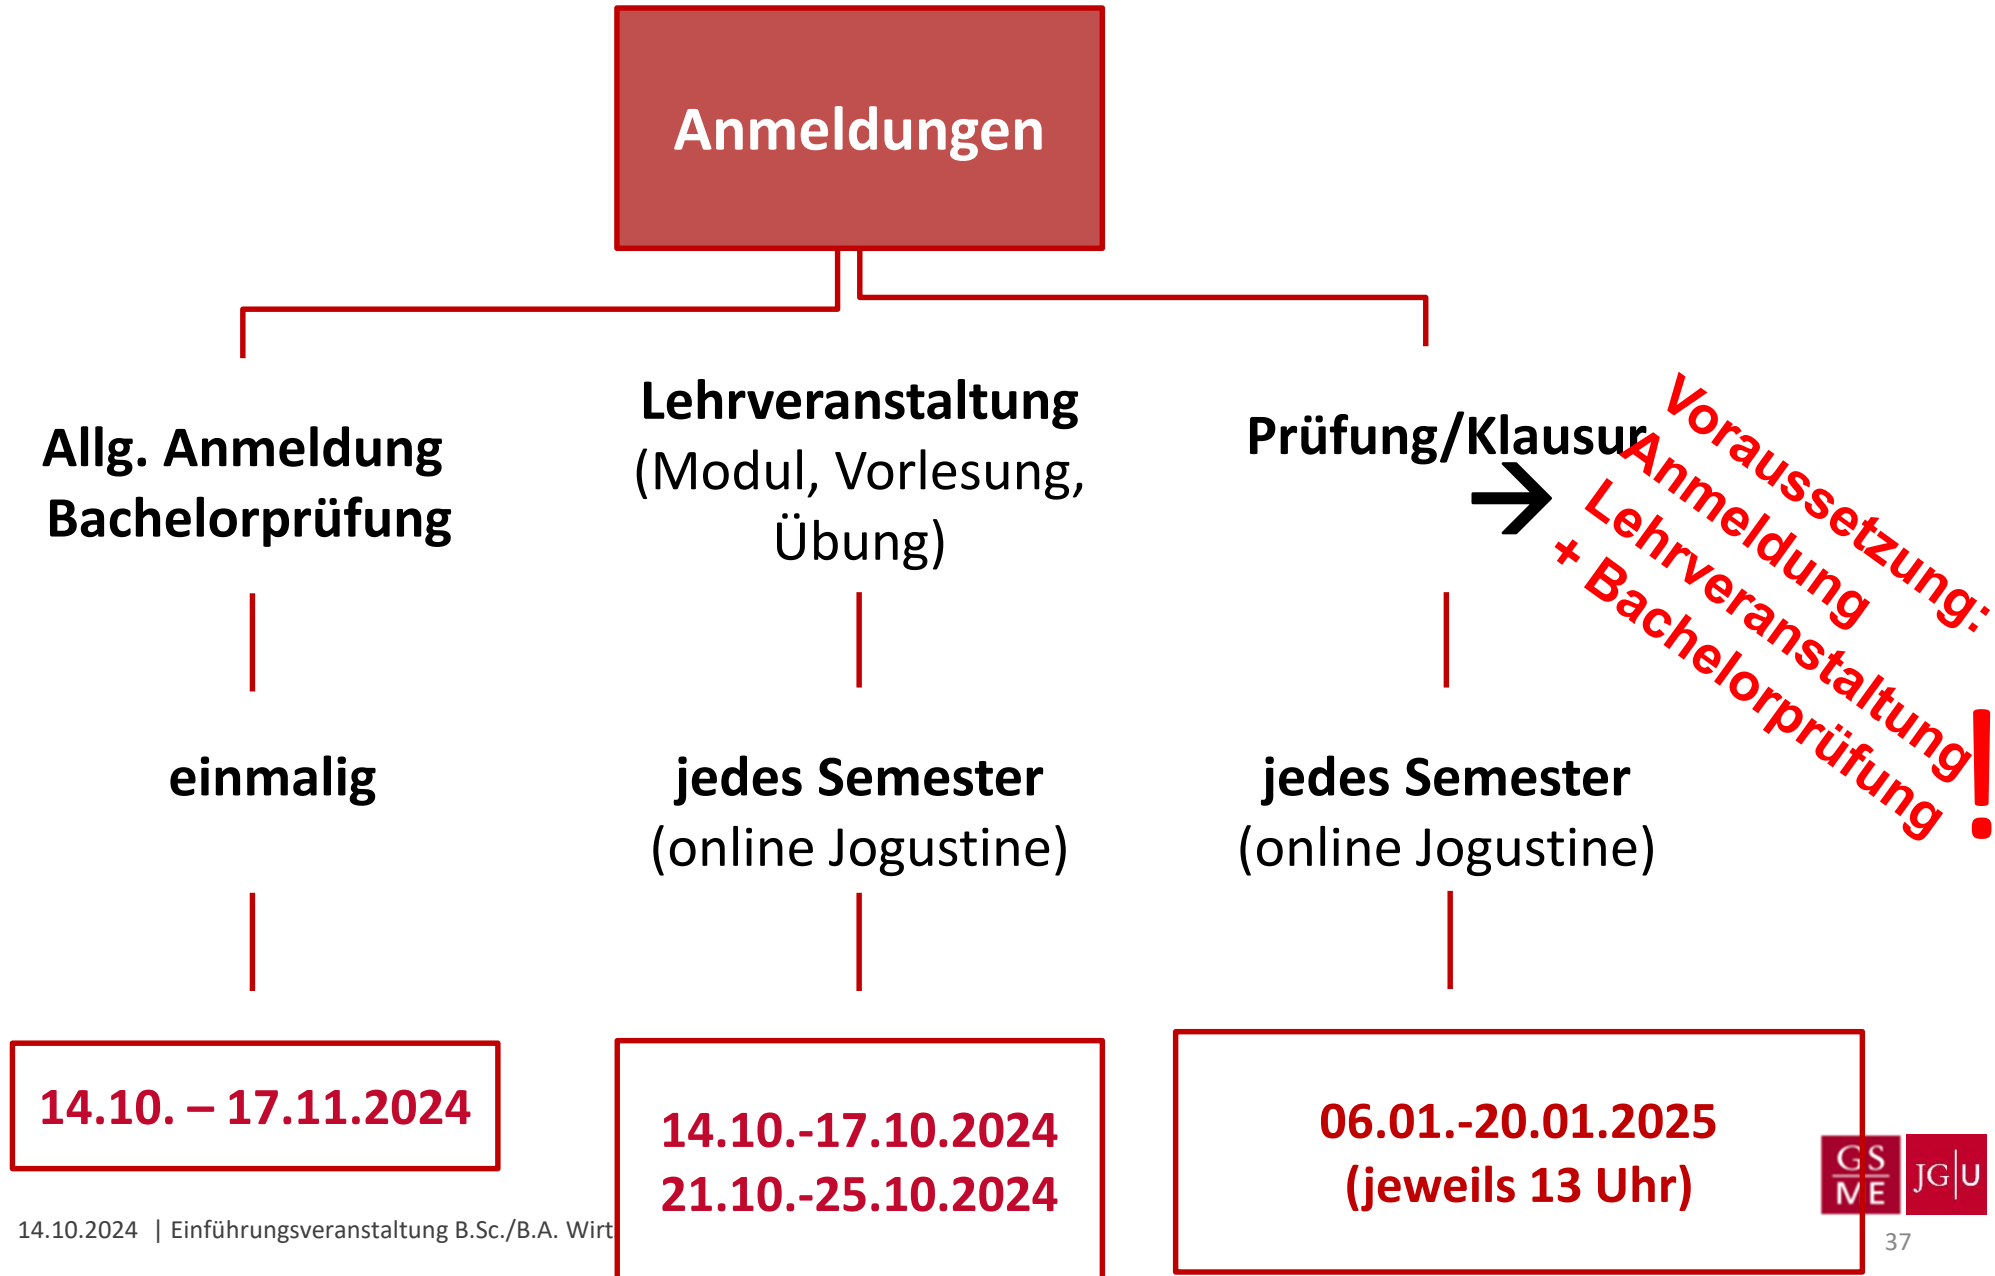 Anmeldungen
Allg. Anmeldung
Bachelorprüfung
einmalig
14.10. – 17.11.2024
Lehrveranstaltung
(Modul, Vorlesung,
Übung)
jedes Semester
(online Jogustine)
14.10.-17.10.2024
21.10.-25.10.2024
Prüfung/Klausur
→
Voraussetzung:
Anmeldung
Lehrveranstaltung
+ Bachelorprüfung
!
jedes Semester
(online Jogustine)
06.01.-20.01.2025
(jeweils 13 Uhr)
GS
ME
JG|U
14.10.2024 | Einführungsveranstaltung B.Sc./B.A. Wirt
37